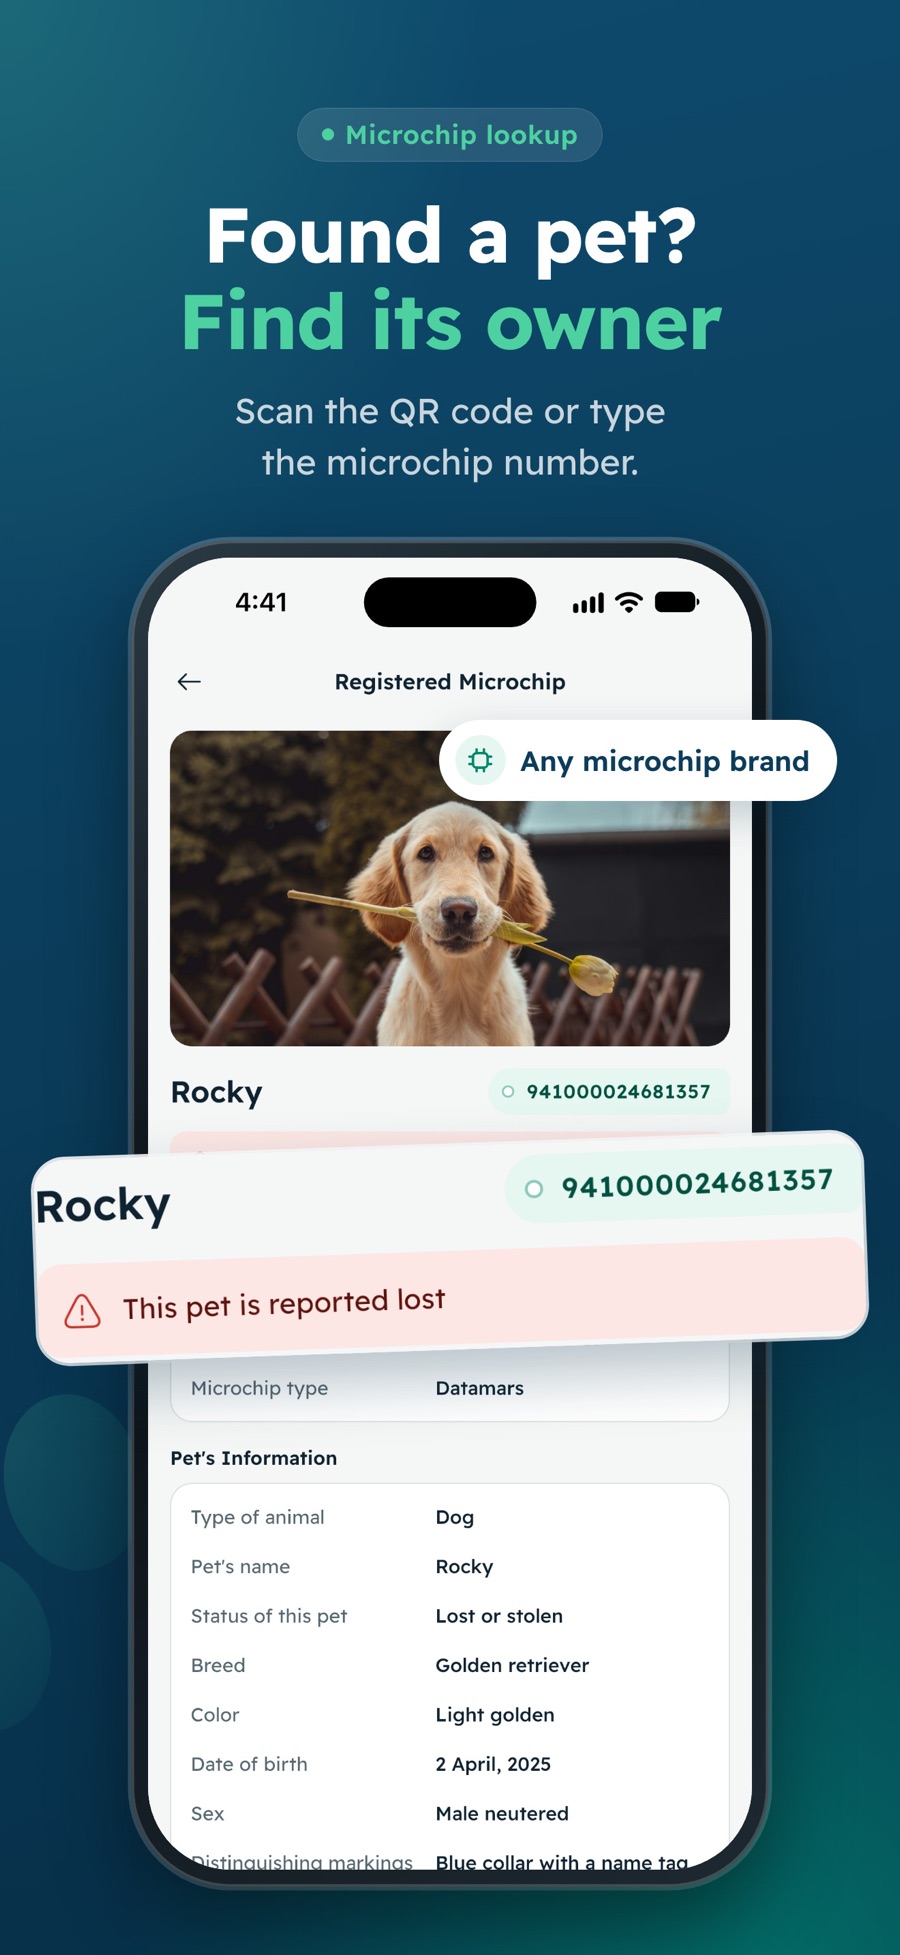 Microchip lookup
Found a pet?
Find its owner
Scan the QR code or type
the microchip number.
4:41
Registered Microchip
Any microchip brand
Rocky 941000024681357
Rocky 941000024681357
This pet is reported lost
Microchip type Datamars
Pet's Information
Type of animal Dog
Pet's name Rocky
Status of this pet Lost or stolen
Breed Golden retriever
Color Light golden
Date of birth 2 April, 2025
Sex Male neutered
Distinguishing markings Blue collar with a name tag